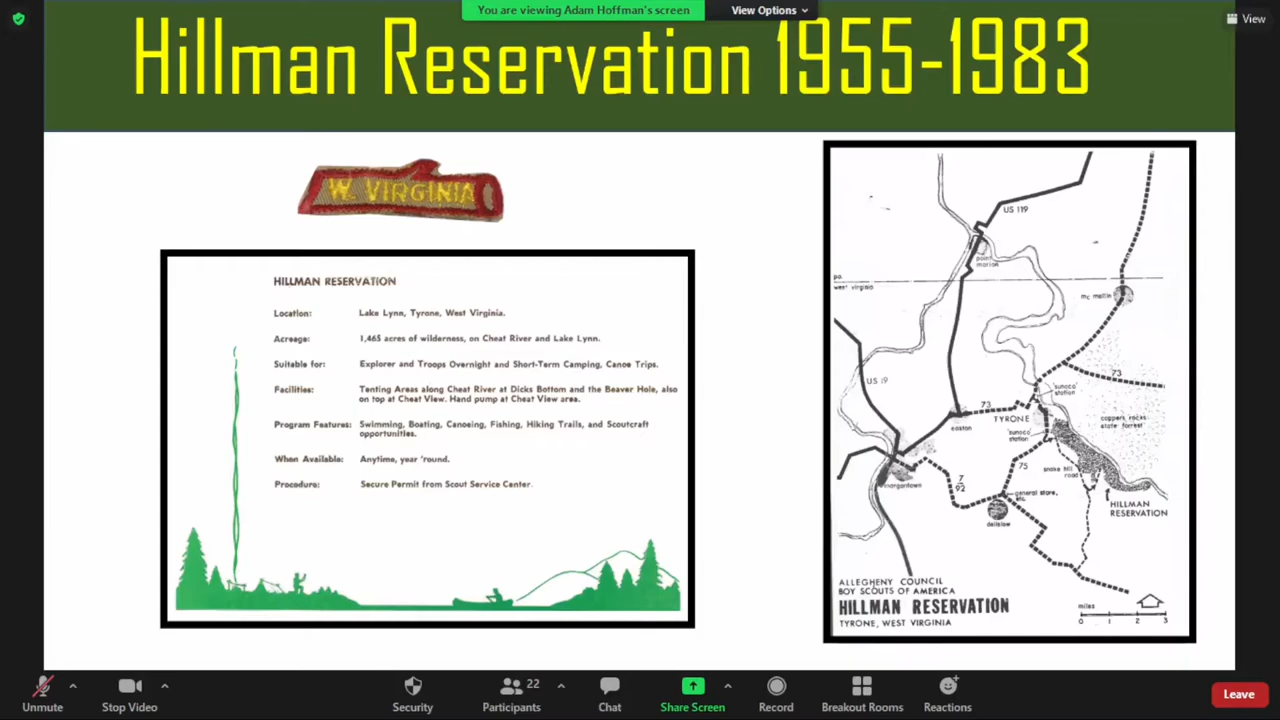 You are viewing Adam Hoffman's screen
View Options
View
Hillman Reservation 1955-1983
W. VIRGINIA
HILLMAN RESERVATION
Location: Lake Lynn, Tyrone, West Virginia.
Acreage: 1,465 acres of wilderness, on Cheat River and Lake Lynn.
Suitable for: Explorer and Troops Overnight and Short-Term Camping, Canoe Trips.
Facilities: Tenting Areas along Cheat River at Dicks Bottom and the Beaver Hole, also
on top at Cheat View. Hand pump at Cheat View area.
Program Features: Swimming, Boating, Canoeing, Fishing, Hiking Trails, and Scoutcraft
opportunities.
When Available: Anytime, year 'round.
Procedure: Secure Permit from Scout Service Center.
US 119
point
marion
pa.
west virginia
mc mellin
US 19
73
sunoco
station
73
TYRONE
easton
sunoco
station
coopers rocks
state forrest
75
snake hill
road
morgantown
7
92
general store,
etc.
dellslow
HILLMAN
RESERVATION
ALLEGHENY COUNCIL
BOY SCOUTS OF AMERICA
HILLMAN RESERVATION
TYRONE, WEST VIRGINIA
miles
0 1 2 3
Unmute
Stop Video
Security
22
Participants
Chat
Share Screen
Record
Breakout Rooms
Reactions
Leave